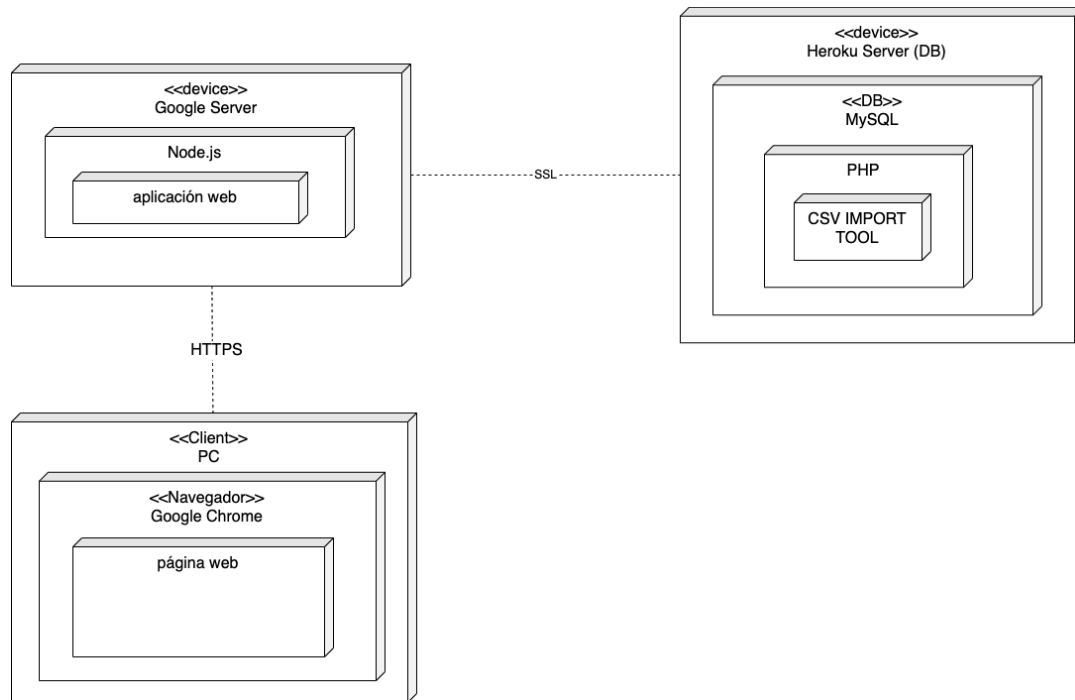 <<device>>
Google Server
Node.js
aplicación web
SSL
<<device>>
Heroku Server (DB)
<<DB>>
MySQL
PHP
CSV IMPORT
TOOL
HTTPS
<<Client>>
PC
<<Navegador>>
Google Chrome
página web